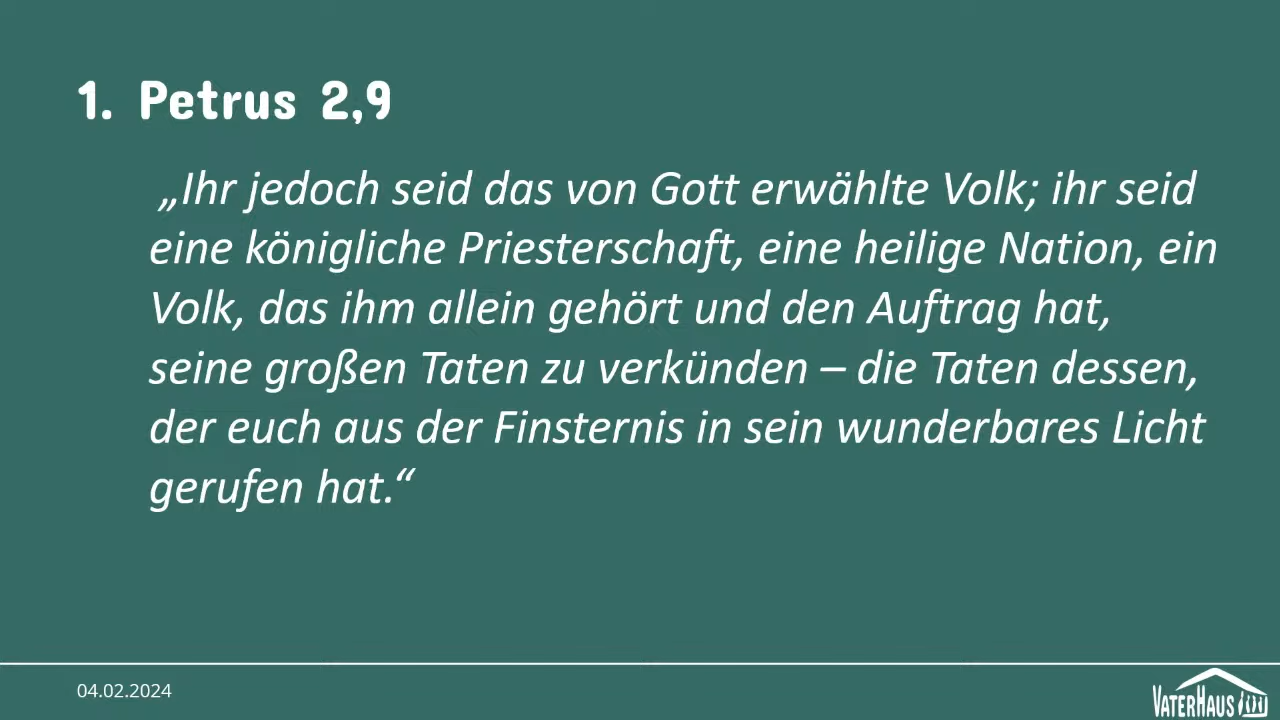 1. Petrus 2,9
„Ihr jedoch seid das von Gott erwählte Volk; ihr seid
eine königliche Priesterschaft, eine heilige Nation, ein
Volk, das ihm allein gehört und den Auftrag hat,
seine großen Taten zu verkünden – die Taten dessen,
der euch aus der Finsternis in sein wunderbares Licht
gerufen hat.“
04.02.2024
VATERHAUS